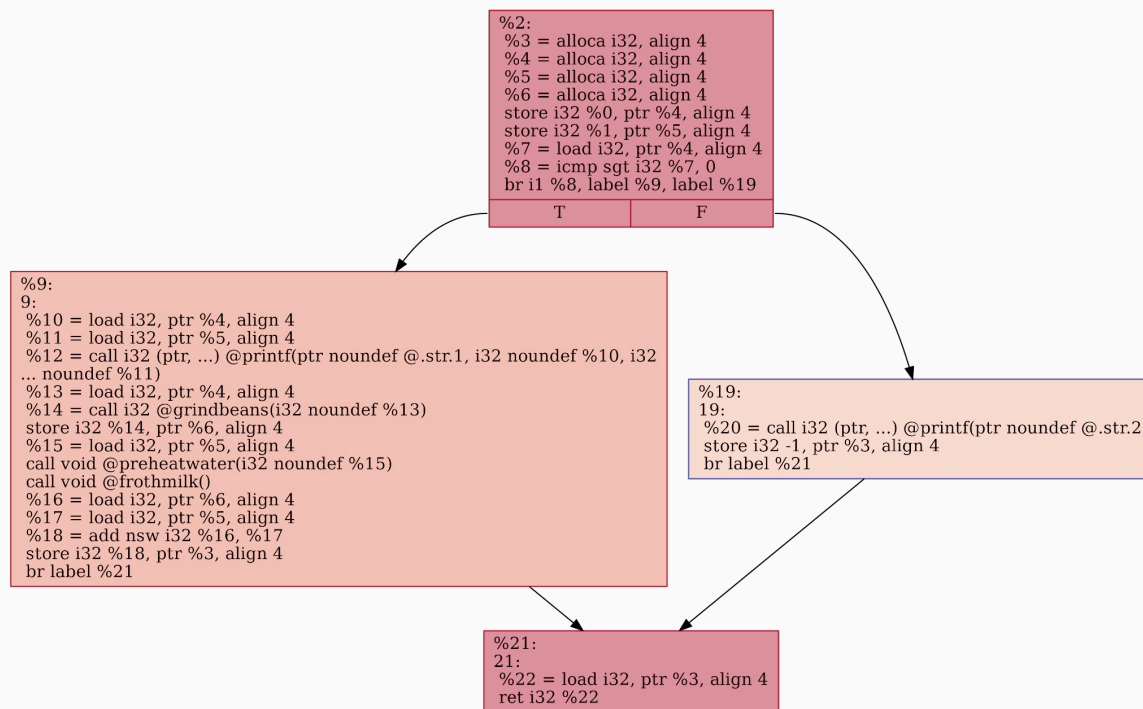 %2:
%3 = alloca i32, align 4
%4 = alloca i32, align 4
%5 = alloca i32, align 4
%6 = alloca i32, align 4
store i32 %0, ptr %4, align 4
store i32 %1, ptr %5, align 4
%7 = load i32, ptr %4, align 4
%8 = icmp sgt i32 %7, 0
br i1 %8, label %9, label %19
T F
%9:
9:
%10 = load i32, ptr %4, align 4
%11 = load i32, ptr %5, align 4
%12 = call i32 (ptr, ...) @printf(ptr noundef @.str.1, i32 noundef %10, i32
... noundef %11)
%13 = load i32, ptr %4, align 4
%14 = call i32 @grindbeans(i32 noundef %13)
store i32 %14, ptr %6, align 4
%15 = load i32, ptr %5, align 4
call void @preheatwater(i32 noundef %15)
call void @frothmilk()
%16 = load i32, ptr %6, align 4
%17 = load i32, ptr %5, align 4
%18 = add nsw i32 %16, %17
store i32 %18, ptr %3, align 4
br label %21
%19:
19:
%20 = call i32 (ptr, ...) @printf(ptr noundef @.str.2
store i32 -1, ptr %3, align 4
br label %21
%21:
21:
%22 = load i32, ptr %3, align 4
ret i32 %22